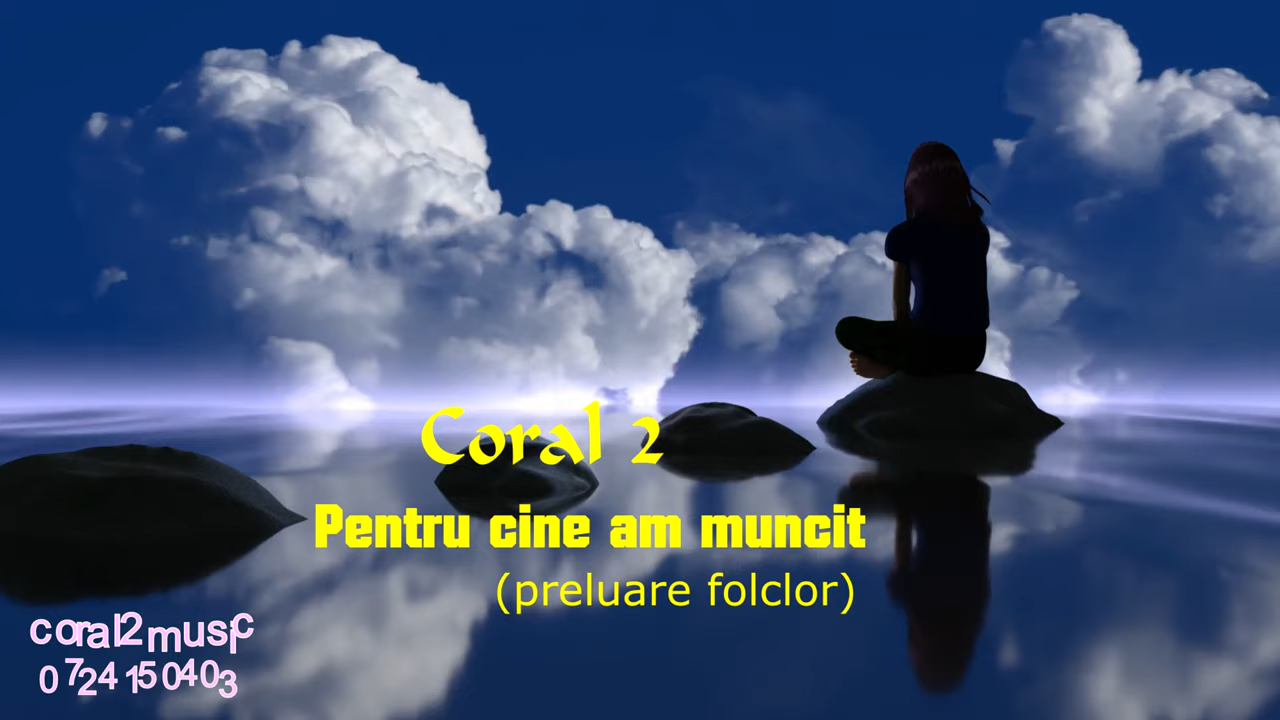 Coral 2
Pentru cine am muncit
(preluare folclor)
coral2music
0724150403